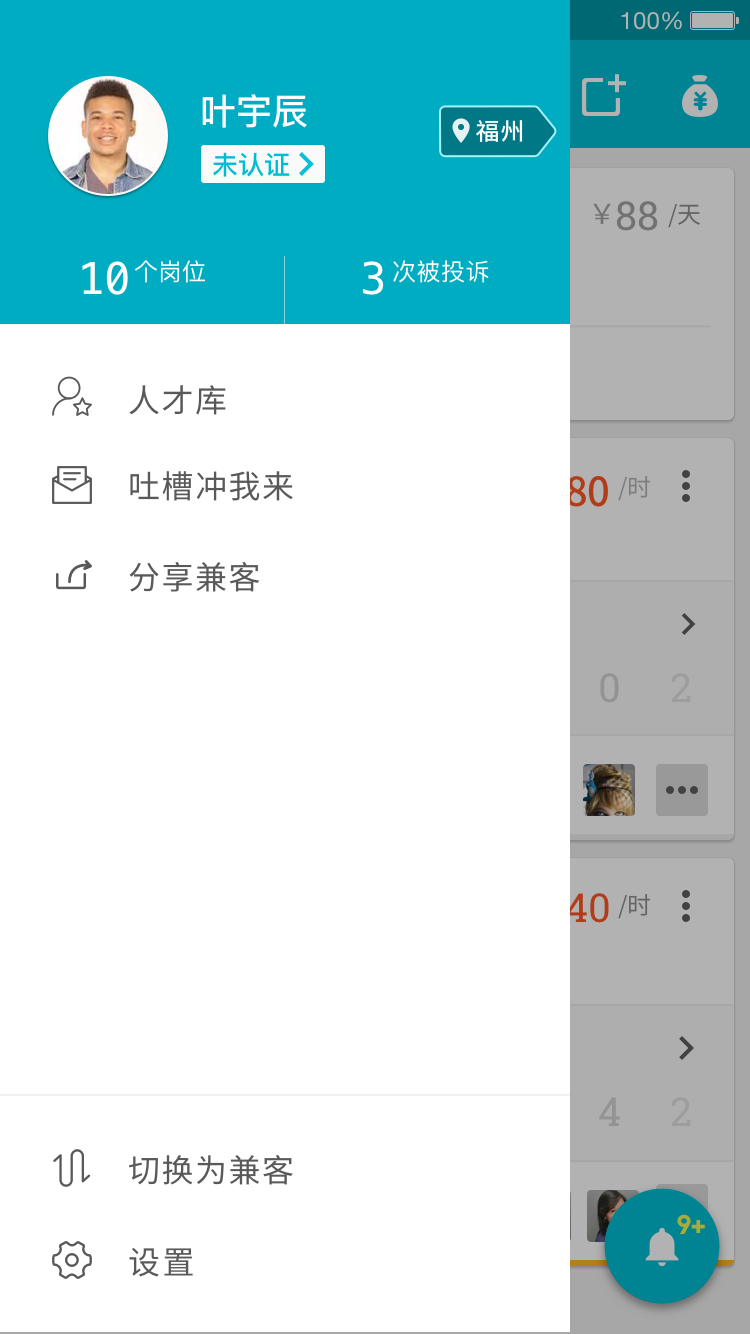 100%
叶宇辰
福州
未认证
10个岗位
3次被投诉
¥88 /天
人才库
吐槽冲我来
80 /时
分享兼客
0 2
40 /时
4 2
切换为兼客
9+
设置